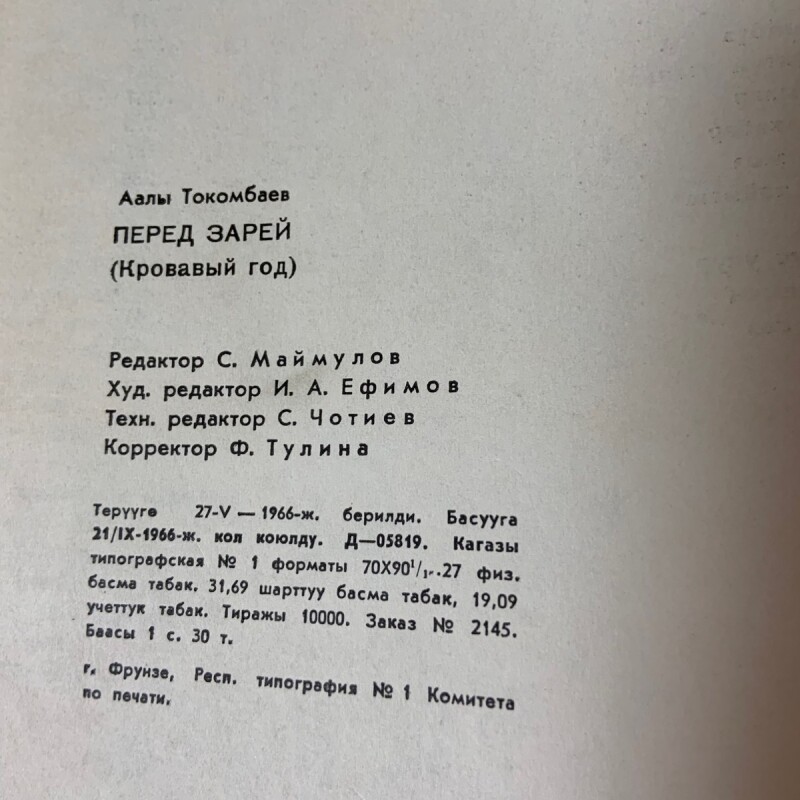 Аалы Токомбаев
ПЕРЕД ЗАРЕЙ
(Кровавый год)
Редактор С. Маймулов
Худ. редактор И. А. Ефимов
Техн. редактор С. Чотиев
Корректор Ф. Тулина
Терүүгө 27-V — 1966-ж. берилди. Басууга
21/IX-1966-ж. кол коюлду. Д—05819. Кагазы
типографская № 1 форматы 70X90¹/₁..27 физ.
басма табак. 31,69 шарттуу басма табак, 19,09
учеттук табак. Тиражы 10000. Заказ № 2145.
Баасы 1 с. 30 т.
г. Фрунзе, Респ. типография № 1 Комитета
по печати.